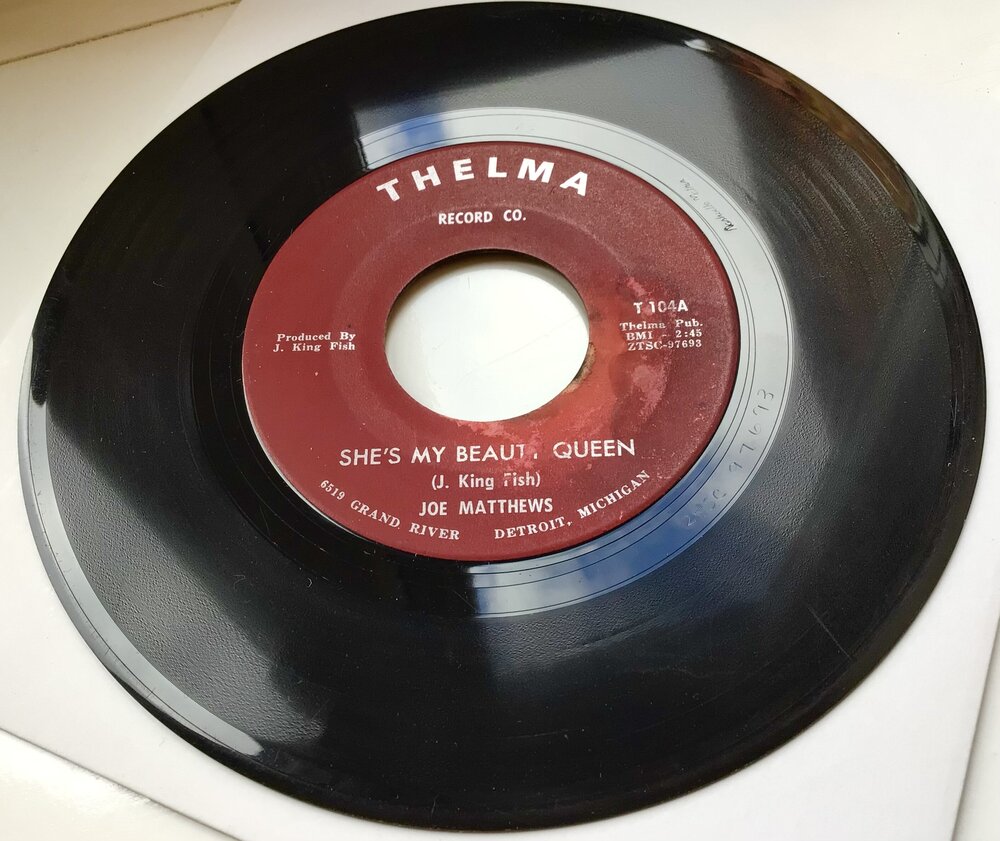 THELMA
RECORD CO.
T 104A
Thelma Pub.
BMI - 2:45
ZTSC-97693
Produced By
J. King Fish
SHE'S MY BEAUT. QUEEN
(J. King Fish)
JOE MATTHEWS
6519 GRAND RIVER DETROIT, MICHIGAN
97693